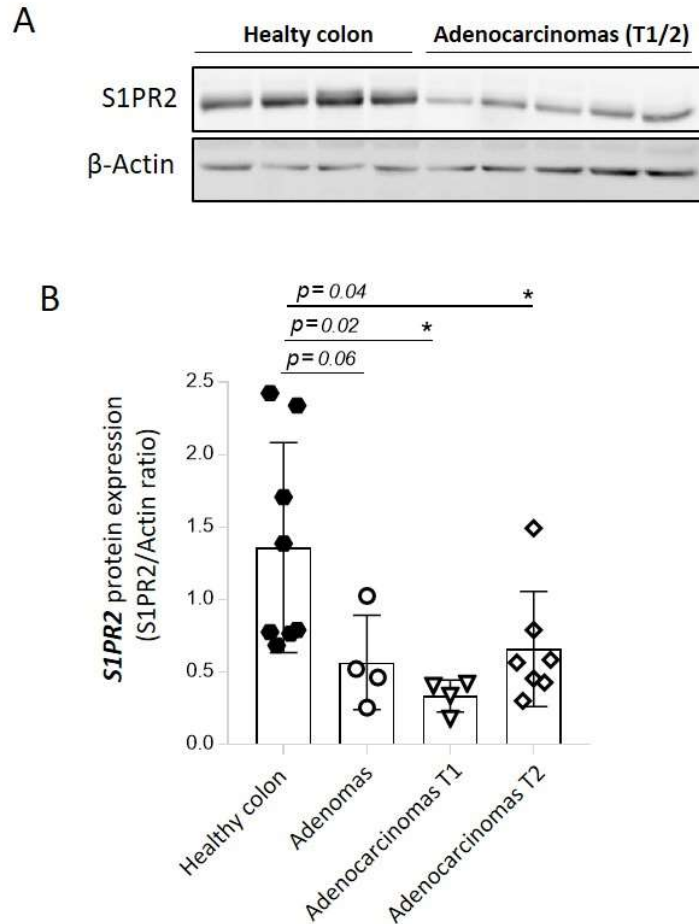 A
Healty colon Adenocarcinomas (T1/2)
S1PR2
β-Actin
B
p= 0.04 *
p= 0.02 *
p= 0.06
S1PR2 protein expression
(S1PR2/Actin ratio)
2.5
2.0
1.5
1.0
0.5
0.0
Healthy colon
Adenomas
Adenocarcinomas T1
Adenocarcinomas T2